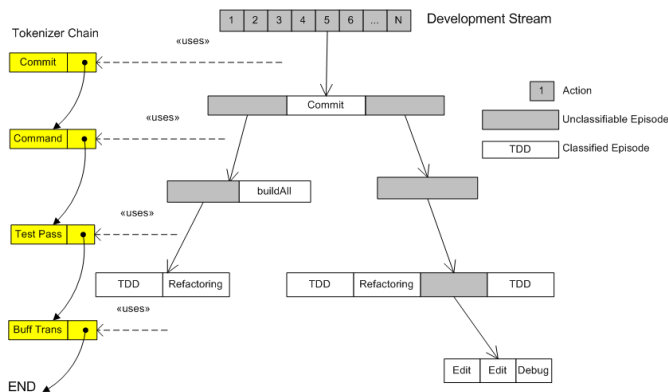 1 2 3 4 5 6 ... N
Development Stream
Tokenizer Chain
«uses»
Commit
Commit
1 Action
Unclassifiable Episode
TDD Classified Episode
Command
buildAll
«uses»
Test Pass
TDD Refactoring
TDD Refactoring TDD
«uses»
Buff Trans
Edit Edit Debug
END